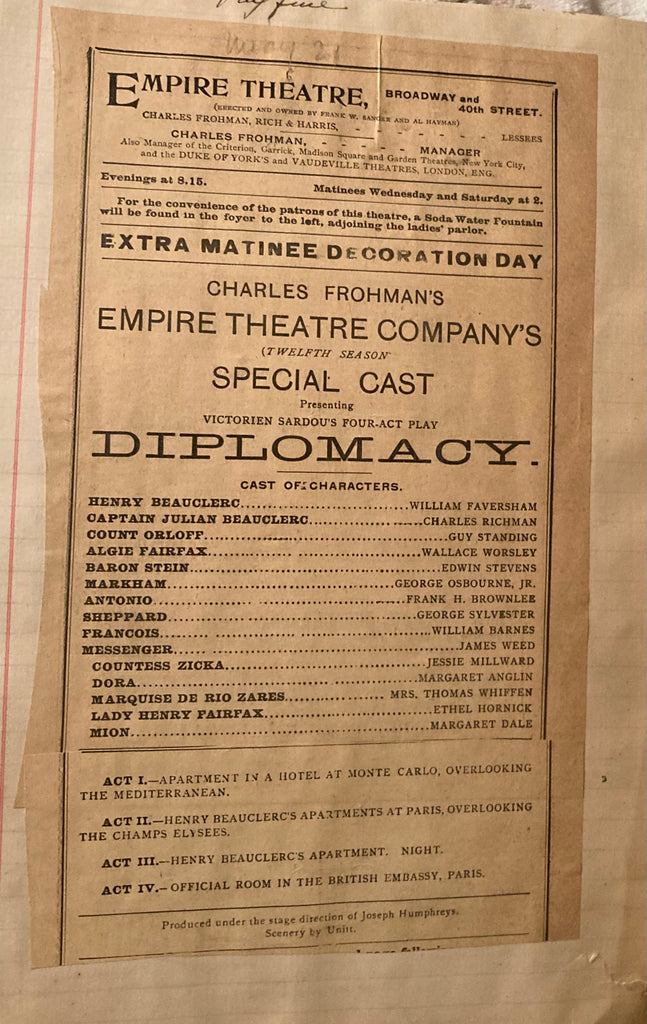 fine
May 21
EMPIRE THEATRE, BROADWAY and 40th STREET.
(ERECTED AND OWNED BY FRANK W. SANGER AND AL HAYMAN)
CHARLES FROHMAN, RICH & HARRIS, - - - - - - - LESSEES
CHARLES FROHMAN, - - - - - MANAGER
Also Manager of the Criterion, Garrick, Madison Square and Garden Theatres, New York City,
and the DUKE OF YORK'S and VAUDEVILLE THEATRES, LONDON, ENG.
Evenings at 8.15. Matinees Wednesday and Saturday at 2.
For the convenience of the patrons of this theatre, a Soda Water Fountain
will be found in the foyer to the left, adjoining the ladies' parlor.
EXTRA MATINEE DECORATION DAY
CHARLES FROHMAN'S
EMPIRE THEATRE COMPANY'S
(TWELFTH SEASON
SPECIAL CAST
Presenting
VICTORIEN SARDOU'S FOUR-ACT PLAY
DIPLOMACY.
CAST OF CHARACTERS.
HENRY BEAUCLERC..............................WILLIAM FAVERSHAM
CAPTAIN JULIAN BEAUCLERC....................CHARLES RICHMAN
COUNT ORLOFF..............................GUY STANDING
ALGIE FAIRFAX..............................WALLACE WORSLEY
BARON STEIN..............................EDWIN STEVENS
MARKHAM..............................GEORGE OSBOURNE, JR.
ANTONIO..............................FRANK H. BROWNLEE
SHEPPARD..............................GEORGE SYLVESTER
FRANCOIS..............................WILLIAM BARNES
MESSENGER..............................JAMES WEED
COUNTESS ZICKA..............................JESSIE MILLWARD
DORA..............................MARGARET ANGLIN
MARQUISE DE RIO ZARES.................... MRS. THOMAS WHIFFEN
LADY HENRY FAIRFAX....................ETHEL HORNICK
MION..............................MARGARET DALE
ACT I.—APARTMENT IN A HOTEL AT MONTE CARLO, OVERLOOKING
THE MEDITERRANEAN.
ACT II.—HENRY BEAUCLERC'S APARTMENTS AT PARIS, OVERLOOKING
THE CHAMPS ELYSEES.
ACT III.—HENRY BEAUCLERC'S APARTMENT. NIGHT.
ACT IV.—OFFICIAL ROOM IN THE BRITISH EMBASSY, PARIS.
Produced under the stage direction of Joseph Humphreys.
Scenery by Unitt.